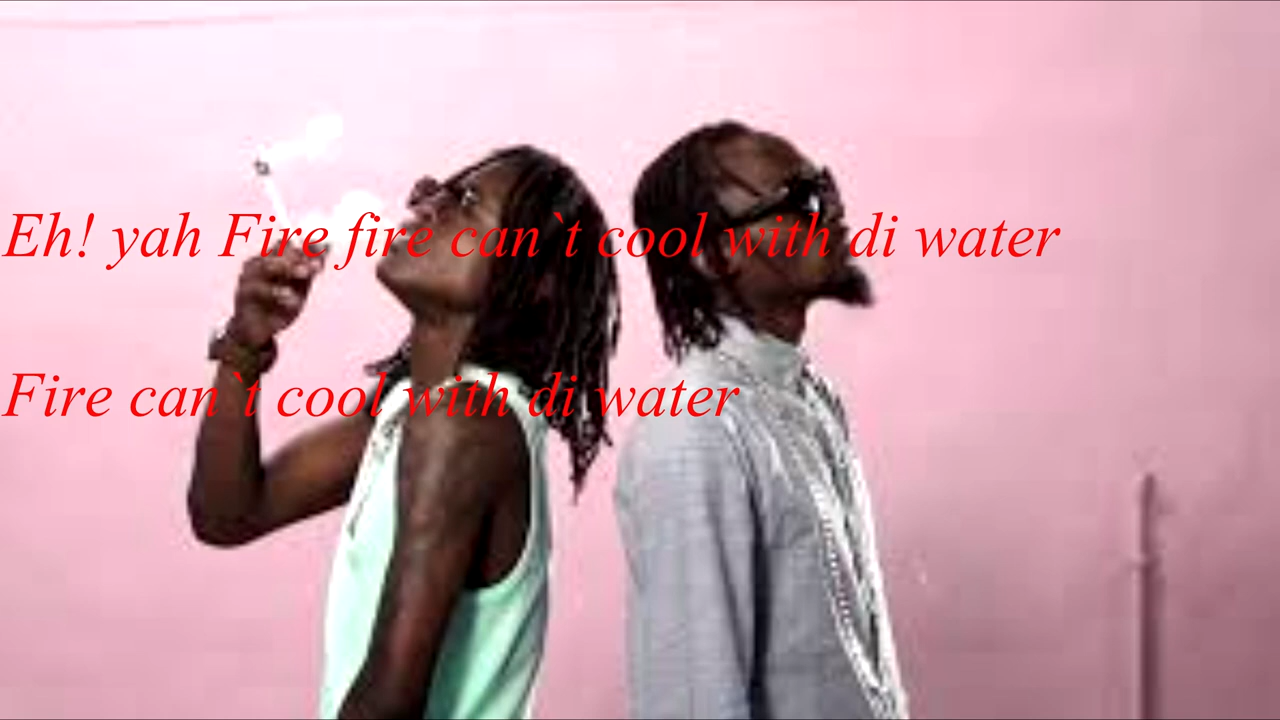 Eh! yah Fire fire can`t cool with di water
Fire can`t cool with di water